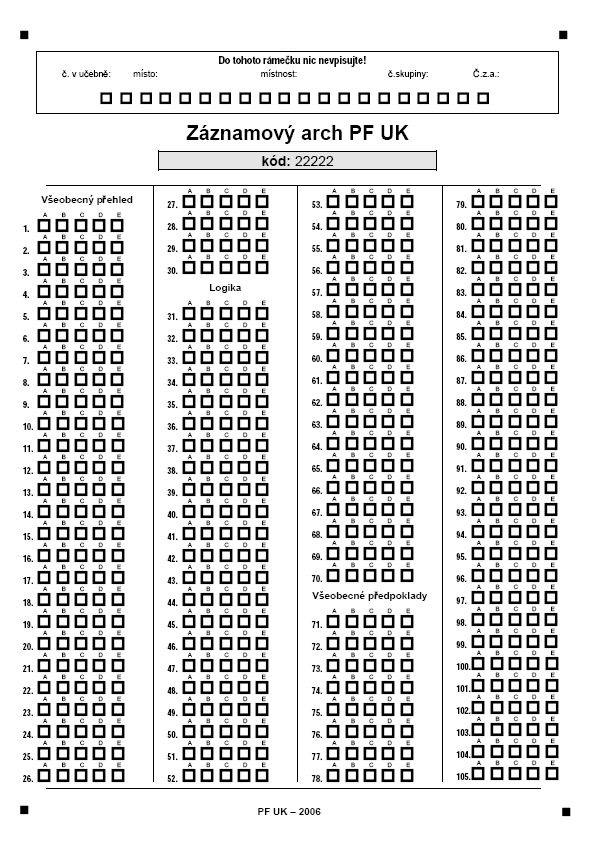 Do tohoto rámečku nic nevpisujte!
č. v učebně: místo: místnost: č.skupiny: Č.z.a.:
Záznamový arch PF UK
kód: 22222
Všeobecný přehled
A B C D E
1.
A B C D E
2.
A B C D E
3.
A B C D E
4.
A B C D E
5.
A B C D E
6.
A B C D E
7.
A B C D E
8.
A B C D E
9.
A B C D E
10.
A B C D E
11.
A B C D E
12.
A B C D E
13.
A B C D E
14.
A B C D E
15.
A B C D E
16.
A B C D E
17.
A B C D E
18.
A B C D E
19.
A B C D E
20.
A B C D E
21.
A B C D E
22.
A B C D E
23.
A B C D E
24.
A B C D E
25.
A B C D E
26.
A B C D E
27.
A B C D E
28.
A B C D E
29.
A B C D E
30.
Logika
A B C D E
31.
A B C D E
32.
A B C D E
33.
A B C D E
34.
A B C D E
35.
A B C D E
36.
A B C D E
37.
A B C D E
38.
A B C D E
39.
A B C D E
40.
A B C D E
41.
A B C D E
42.
A B C D E
43.
A B C D E
44.
A B C D E
45.
A B C D E
46.
A B C D E
47.
A B C D E
48.
A B C D E
49.
A B C D E
50.
A B C D E
51.
A B C D E
52.
A B C D E
53.
A B C D E
54.
A B C D E
55.
A B C D E
56.
A B C D E
57.
A B C D E
58.
A B C D E
59.
A B C D E
60.
A B C D E
61.
A B C D E
62.
A B C D E
63.
A B C D E
64.
A B C D E
65.
A B C D E
66.
A B C D E
67.
A B C D E
68.
A B C D E
69.
A B C D E
70.
Všeobecné předpoklady
A B C D E
71.
A B C D E
72.
A B C D E
73.
A B C D E
74.
A B C D E
75.
A B C D E
76.
A B C D E
77.
A B C D E
78.
A B C D E
79.
A B C D E
80.
A B C D E
81.
A B C D E
82.
A B C D E
83.
A B C D E
84.
A B C D E
85.
A B C D E
86.
A B C D E
87.
A B C D E
88.
A B C D E
89.
A B C D E
90.
A B C D E
91.
A B C D E
92.
A B C D E
93.
A B C D E
94.
A B C D E
95.
A B C D E
96.
A B C D E
97.
A B C D E
98.
A B C D E
99.
A B C D E
100.
A B C D E
101.
A B C D E
102.
A B C D E
103.
A B C D E
104.
A B C D E
105.
PF UK – 2006